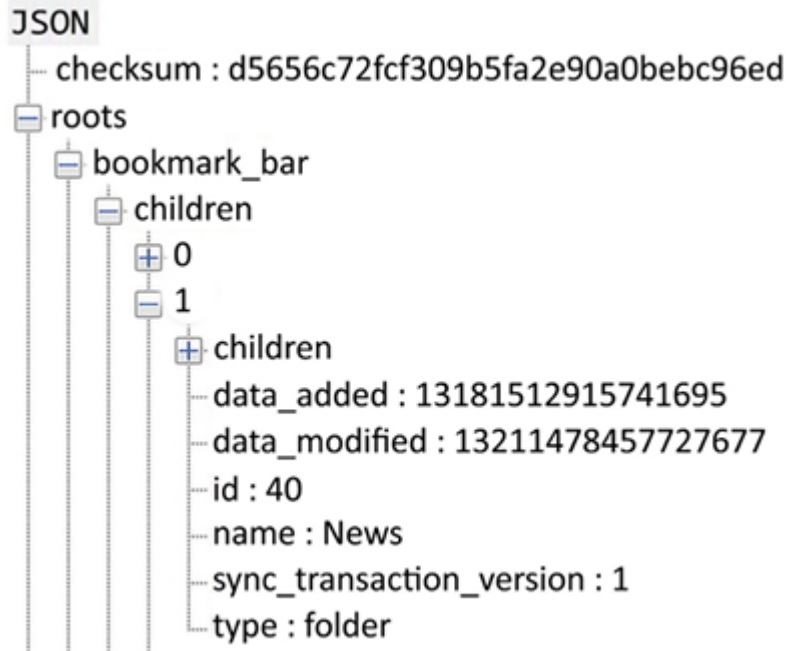 JSON
checksum : d5656c72fcf309b5fa2e90a0bebc96ed
roots
bookmark_bar
children
0
1
children
data_added : 13181512915741695
data_modified : 13211478457727677
id : 40
name : News
sync_transaction_version : 1
type : folder